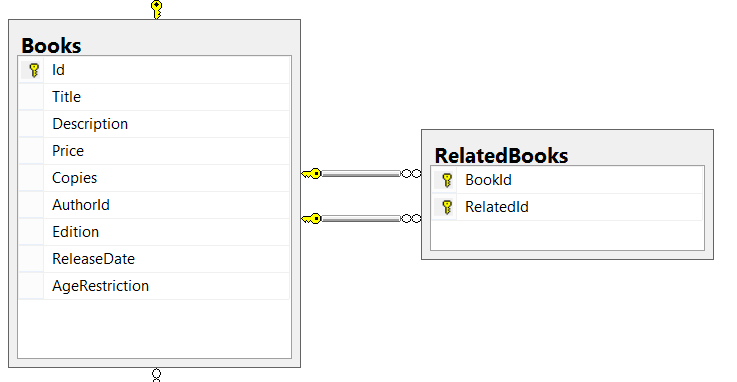 Books
Id
Title
Description
Price
Copies
AuthorId
Edition
ReleaseDate
AgeRestriction
RelatedBooks
BookId
RelatedId